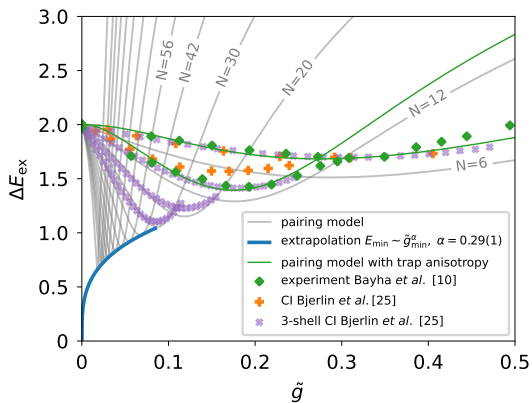 3.0
2.5
2.0
1.5
1.0
0.5
0
ΔE_ex
N=56
N=42
N=30
N=20
N=12
N=6
pairing model
extrapolation E_min ~ g̃^α_min, α = 0.29(1)
pairing model with trap anisotropy
experiment Bayha et al. [10]
CI Bjerlin et al. [25]
3-shell CI Bjerlin et al. [25]
0 0.1 0.2 0.3 0.4 0.5
g̃